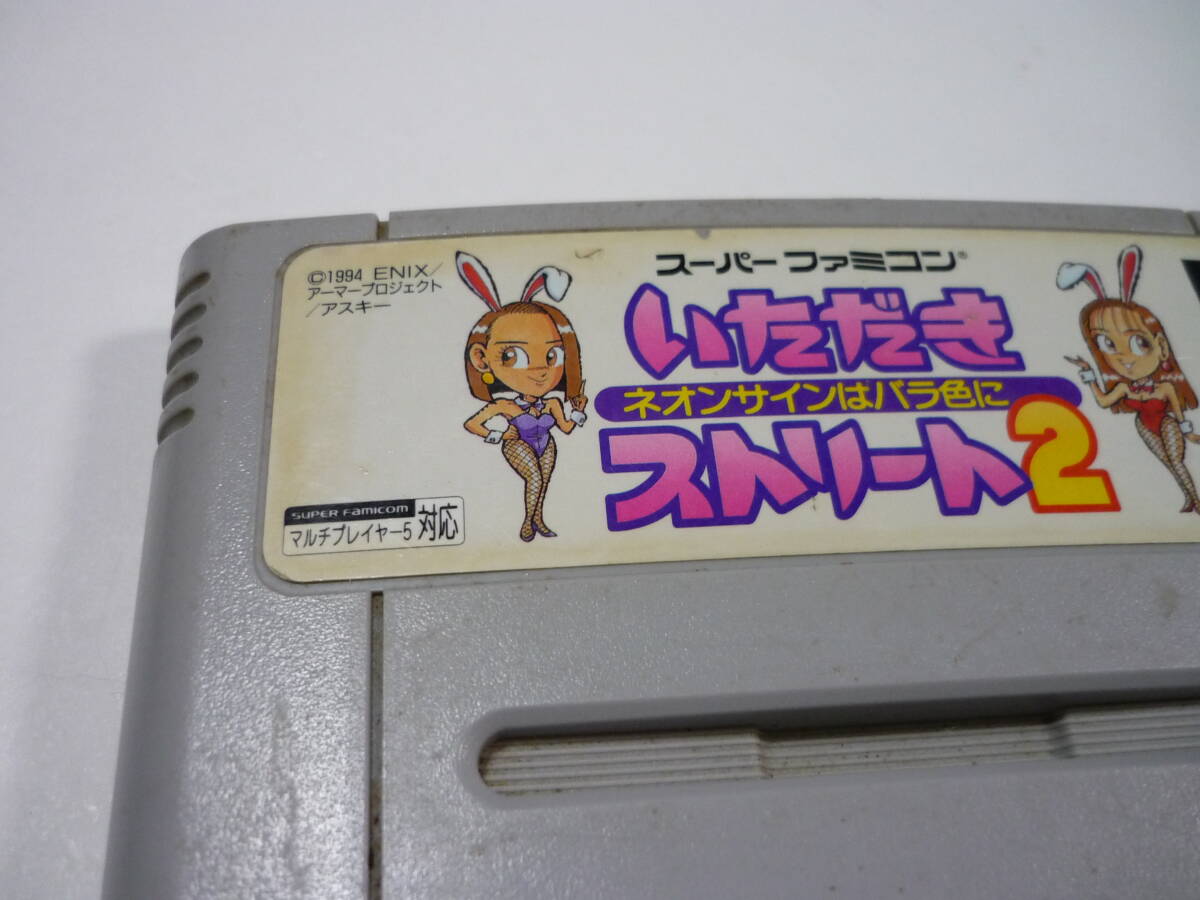 ©1994 ENIX/
アーマープロジェクト
/アスキー
スーパーファミコン®
いただき
ネオンサインはバラ色に
ストリート2
SUPER FAMICOM
マルチプレイヤー5 対応